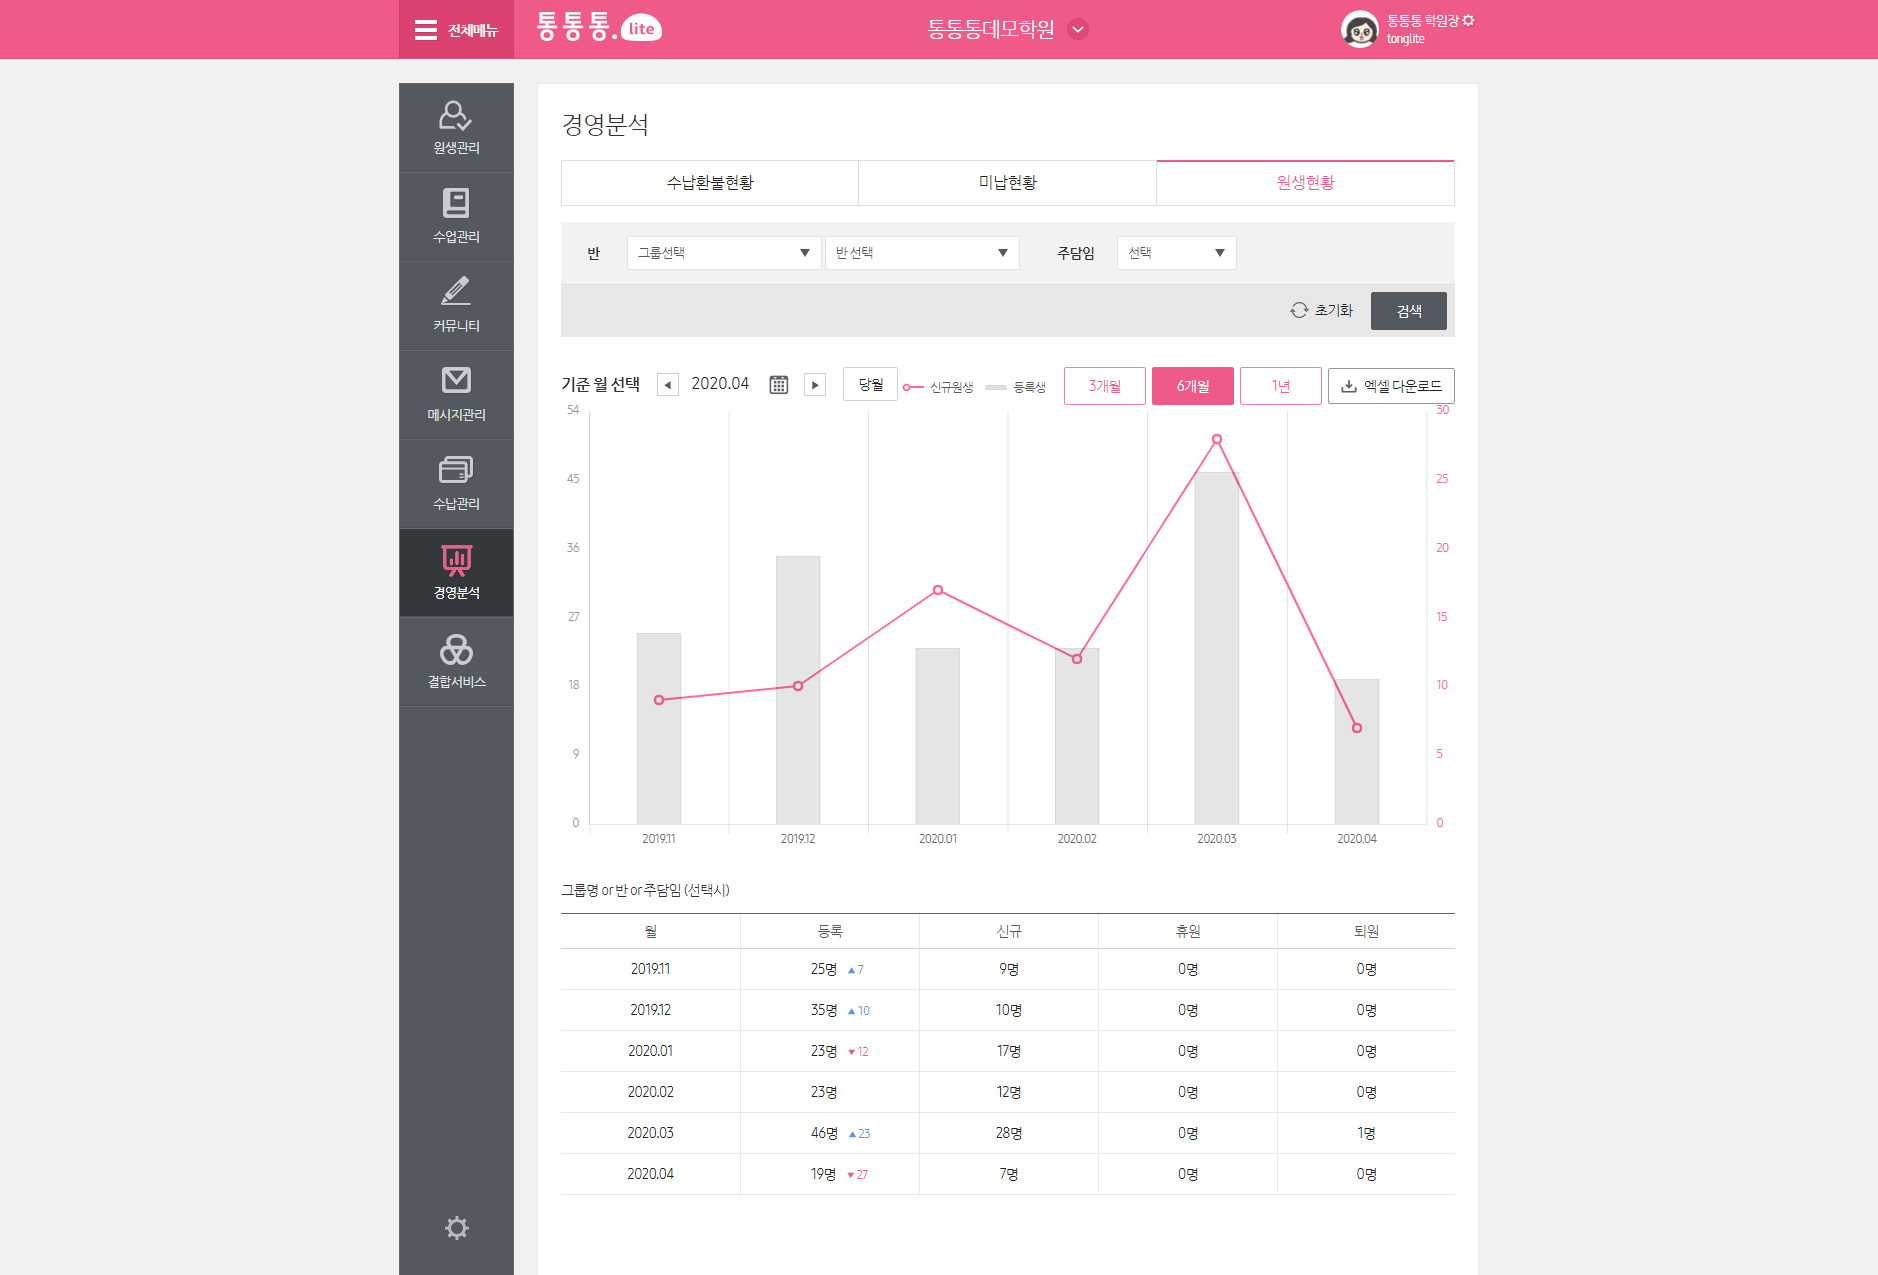 전체메뉴
통통통.lite
통통통데모학원
통통통 학원장
tonglite
원생관리
수업관리
커뮤니티
메시지관리
수납관리
경영분석
결합서비스
경영분석
수납환불현황 미납현황 원생현황
반 그룹선택 반 선택 주담임 선택
초기화 검색
기준 월 선택 2020.04 당월 신규원생 등록생 3개월 6개월 1년 엑셀 다운로드
54 30
45 25
36 20
27 15
18 10
9 5
0 0
2019.11 2019.12 2020.01 2020.02 2020.03 2020.04
그룹명 or 반 or 주담임 (선택시)
월 등록 신규 휴원 퇴원
2019.11 25명 ▲7 9명 0명 0명
2019.12 35명 ▲10 10명 0명 0명
2020.01 23명 ▼12 17명 0명 0명
2020.02 23명 12명 0명 0명
2020.03 46명 ▲23 28명 0명 1명
2020.04 19명 ▼27 7명 0명 0명